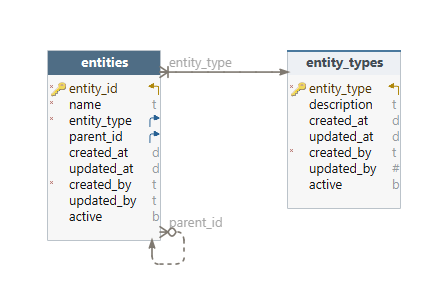 entities
entity_id
* name t
* entity_type
parent_id
created_at d
updated_at d
* created_by t
updated_by t
active b
entity_type
parent_id
entity_types
* entity_type
description t
created_at d
updated_at d
* created_by t
updated_by #
active b